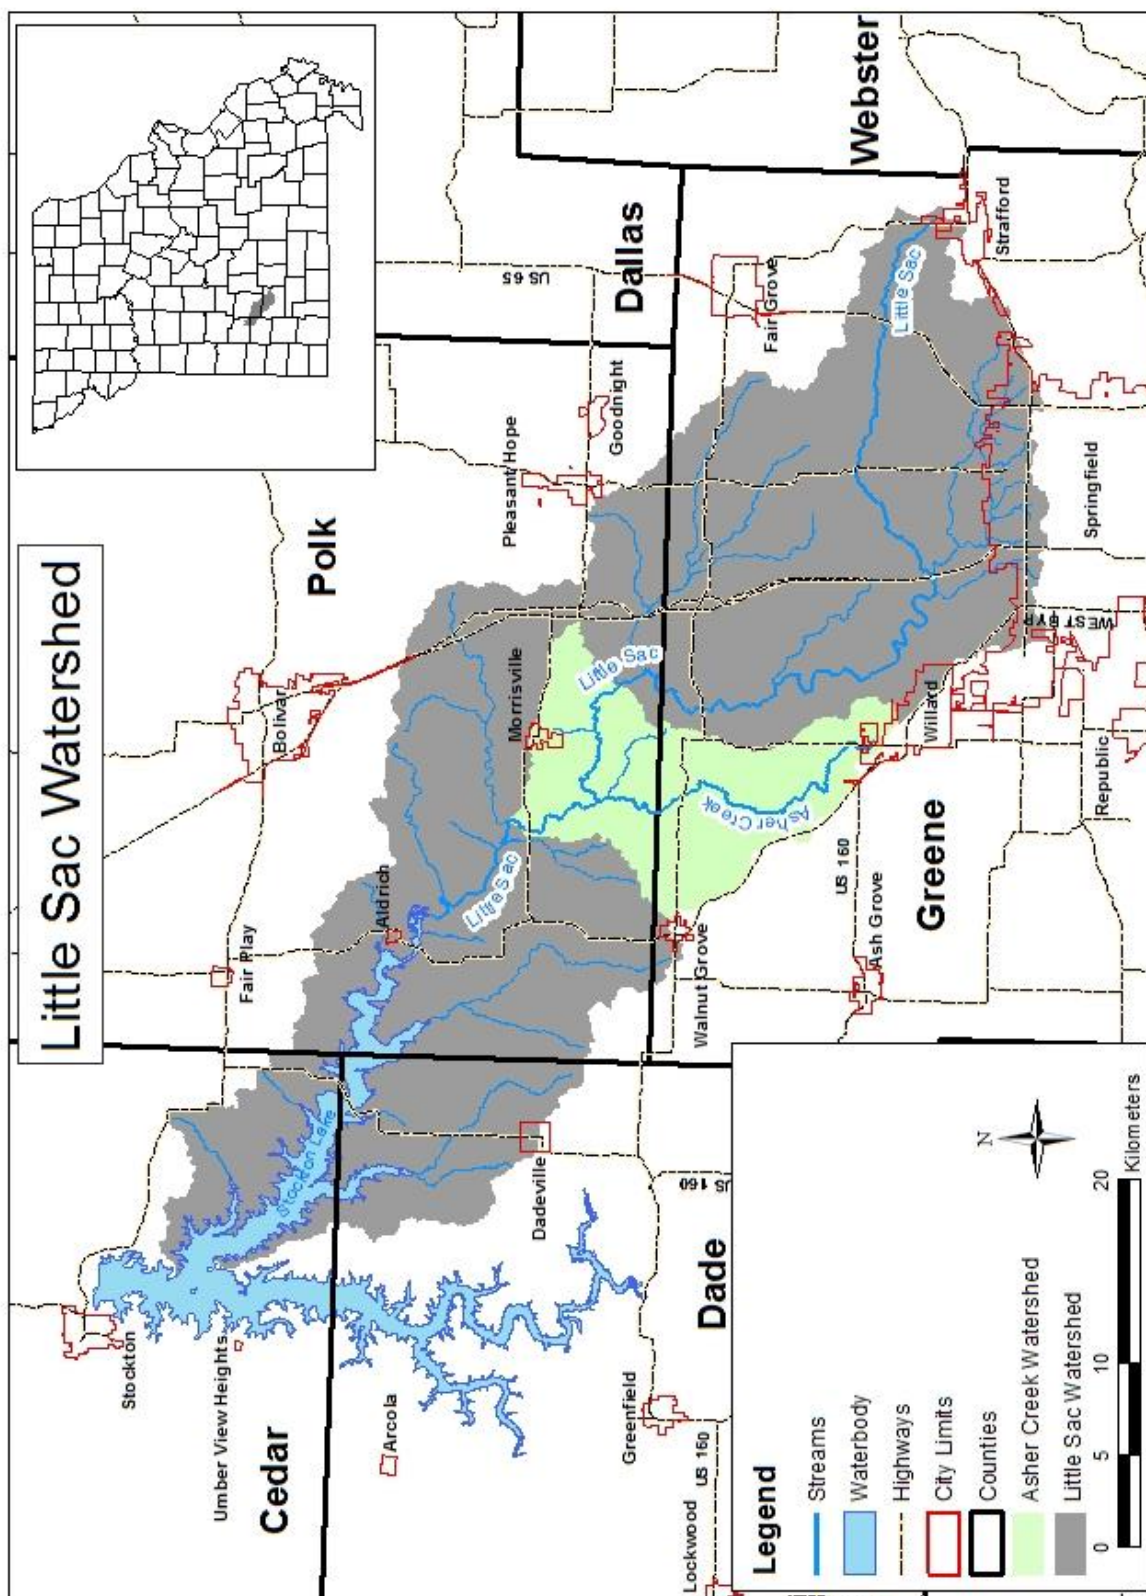 Little Sac Watershed
Stockton
Umber View Heights
Cedar
Arcola
Greenfield
Lockwood
US 160
Dade
US 160
Dadeville
Stockton Lake
Fair Play
Aldrich
Bolivar
Polk
Little Sac
Morrisville
Little Sac
Pleasant Hope
Goodnight
US 65
Dallas
Webster
Fair Grove
Little Sac
Strafford
Springfield
WEST BYP
Willard
Republic
Asher Creek
Walnut Grove
US 160
Ash Grove
Greene
Legend
Streams
Waterbody
Highways
City Limits
Counties
Asher Creek Watershed
Little Sac Watershed
N
0 5 10 20
Kilometers